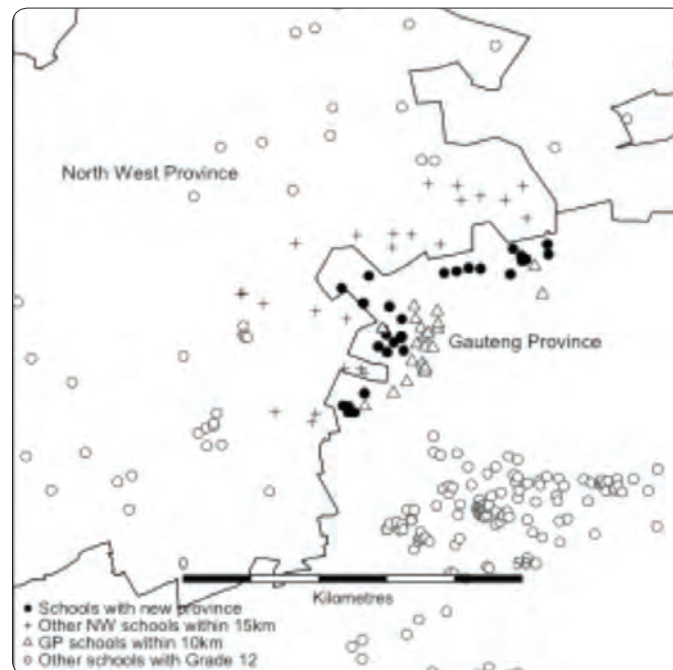 North West Province
Gauteng Province
0
Kilometres
Schools with new province
Other NW schools within 15km
GP schools within 10km
Other schools with Grade 12